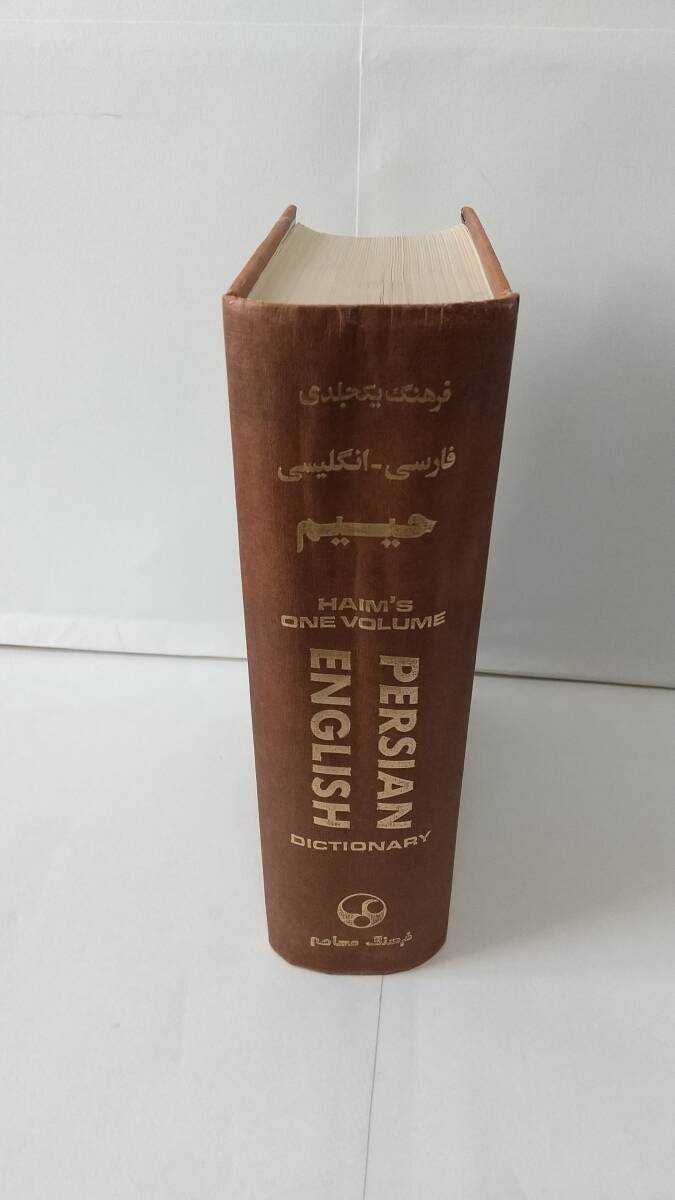 فرهنگ یکجلدی
فارسی - انگلیسی
حییم
HAIM'S
ONE VOLUME
PERSIAN
ENGLISH
DICTIONARY
فرهنگ معاصر